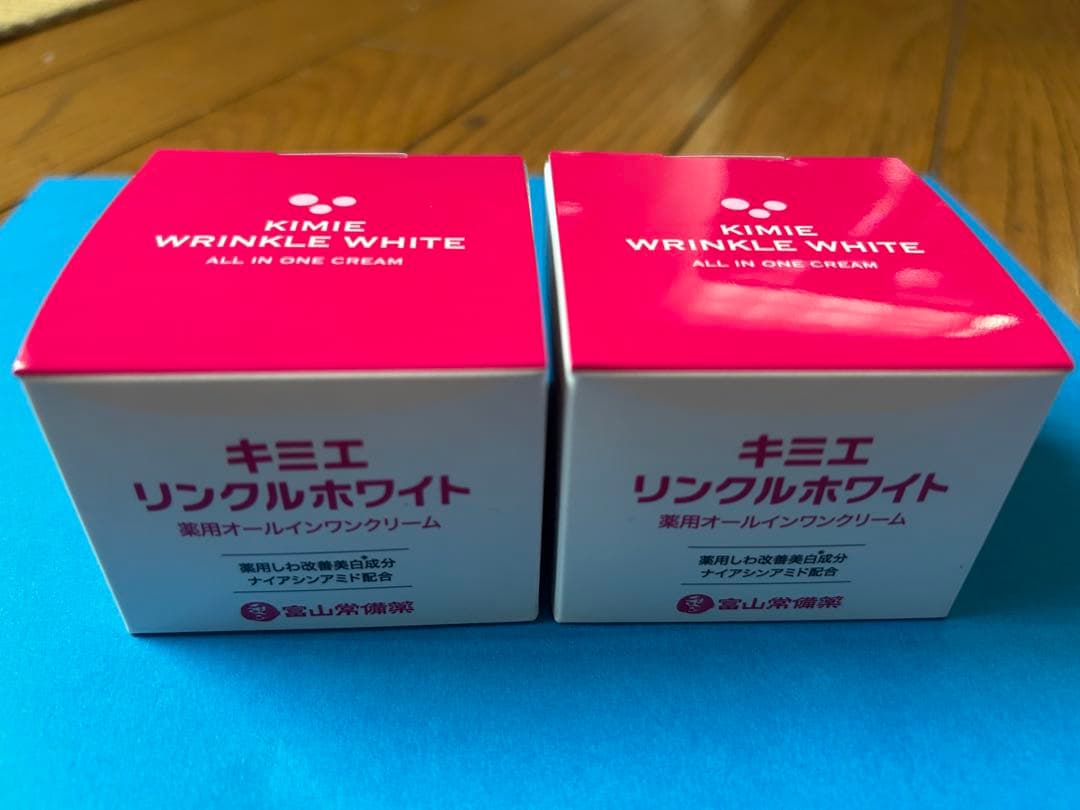 KIMIE
WRINKLE WHITE
ALL IN ONE CREAM
キミエ
リンクルホワイト
薬用オールインワンクリーム
薬用しわ改善美白*成分
ナイアシンアミド配合
富山常備薬
KIMIE
WRINKLE WHITE
ALL IN ONE CREAM
キミエ
リンクルホワイト
薬用オールインワンクリーム
薬用しわ改善美白*成分
ナイアシンアミド配合
富山常備薬